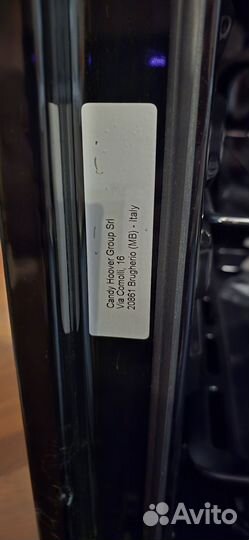 Candy Hoover Group Srl
Via Comolli, 16
20861 Brugherio (MB) - Italy
Avito